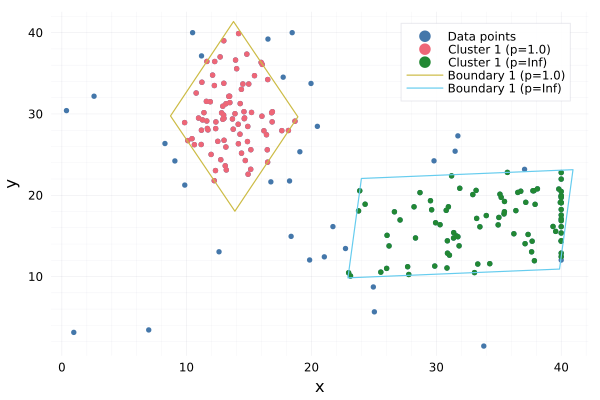 40
30
20
10
y
0
10
20
30
40
x
Data points
Cluster 1 (p=1.0)
Cluster 1 (p=Inf)
Boundary 1 (p=1.0)
Boundary 1 (p=Inf)